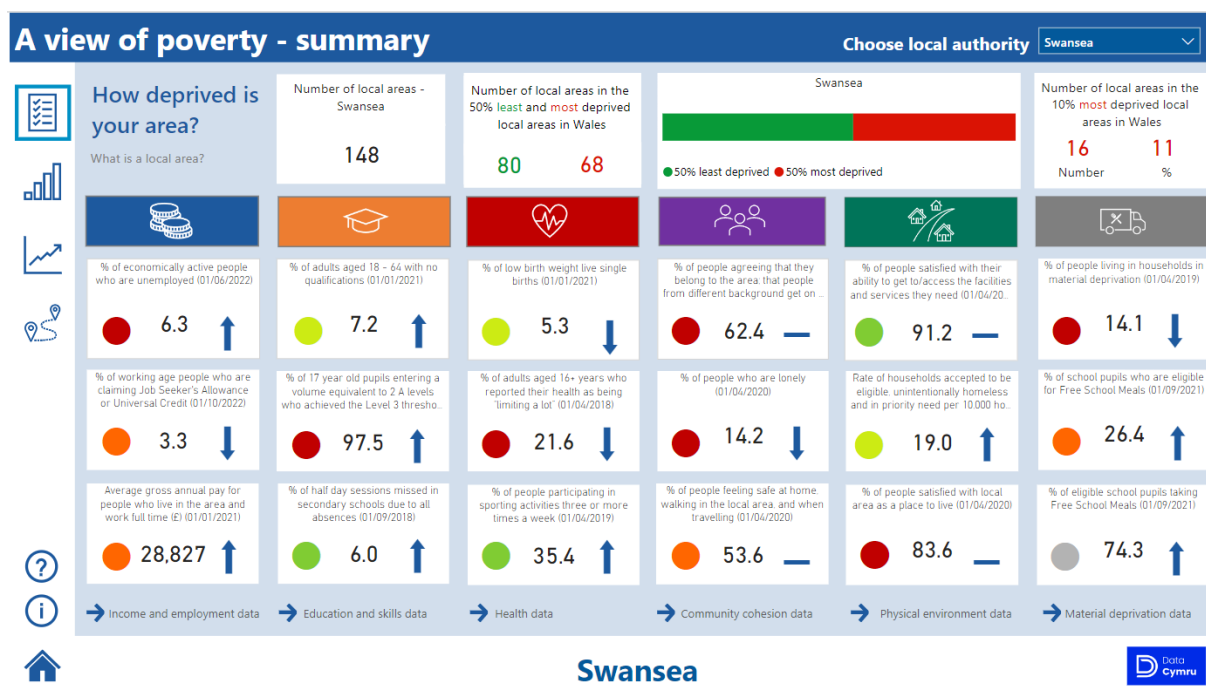 A view of poverty - summary
Choose local authority
Swansea
How deprived is
your area?
What is a local area?
Number of local areas -
Swansea
148
Number of local areas in the
50% least and most deprived
local areas in Wales
80 68
Swansea
50% least deprived 50% most deprived
Number of local areas in the
10% most deprived local
areas in Wales
16 11
Number %
% of economically active people
who are unemployed (01/06/2022)
6.3
% of adults aged 18 – 64 with no
qualifications (01/01/2021)
7.2
% of low birth weight live single
births (01/01/2021)
5.3
% of people agreeing that they
belong to the area: that people
from different background get on ...
62.4
% of people satisfied with their
ability to get to/access the facilities
and services they need (01/04/20...
91.2
% of people living in households in
material deprivation (01/04/2019)
14.1
% of working age people who are
claiming Job Seeker's Allowance
or Universal Credit (01/10/2022)
3.3
% of 17 year old pupils entering a
volume equivalent to 2 A levels
who achieved the Level 3 thresho...
97.5
% of adults aged 16+ years who
reported their health as being
'limiting a lot' (01/04/2018)
21.6
% of people who are lonely
(01/04/2020)
14.2
Rate of households accepted to be
eligible, unintentionally homeless
and in priority need per 10,000 ho...
19.0
% of school pupils who are eligible
for Free School Meals (01/09/2021)
26.4
Average gross annual pay for
people who live in the area and
work full time (£) (01/01/2021)
28,827
% of half day sessions missed in
secondary schools due to all
absences (01/09/2018)
6.0
% of people participating in
sporting activities three or more
times a week (01/04/2019)
35.4
% of people feeling safe at home,
walking in the local area, and when
travelling (01/04/2020)
53.6
% of people satisfied with local
area as a place to live (01/04/2020)
83.6
% of eligible school pupils taking
Free School Meals (01/09/2021)
74.3
Income and employment data
Education and skills data
Health data
Community cohesion data
Physical environment data
Material deprivation data
?
i
Swansea
Data
Cymru